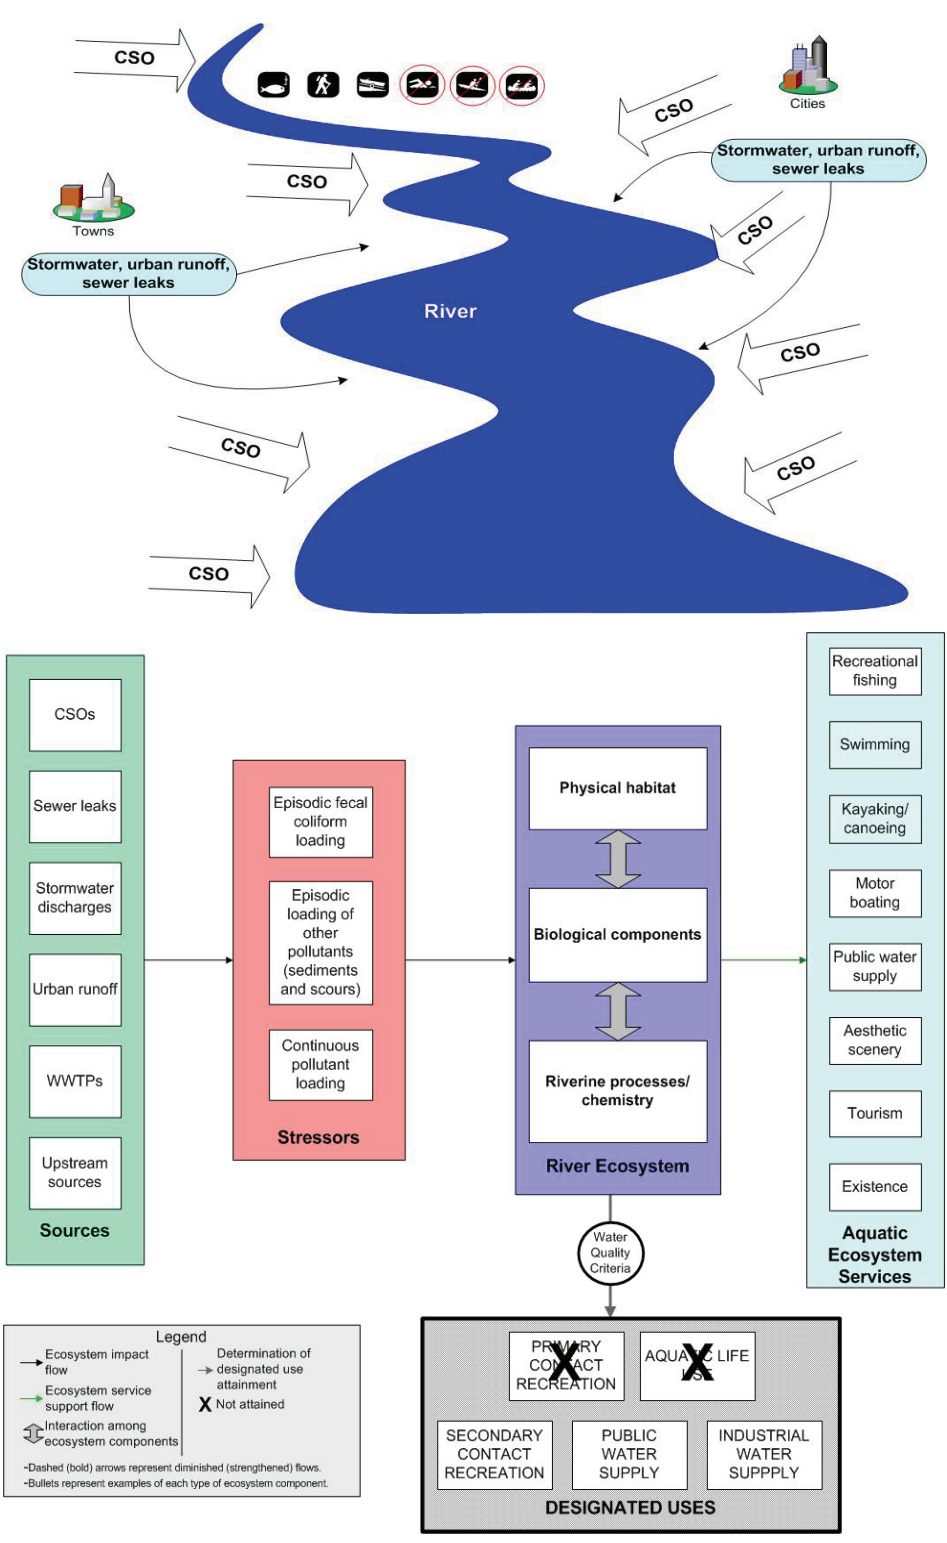 CSO
Cities
CSO
Stormwater, urban runoff,
sewer leaks
CSO
Towns
CSO
Stormwater, urban runoff,
sewer leaks
River
CSO
CSO
CSO
CSO
Recreational
fishing
CSOs
Swimming
Physical habitat
Sewer leaks
Episodic fecal
coliform
loading
Kayaking/
canoeing
Stormwater
discharges
Episodic
loading of
other
pollutants
(sediments
and scours)
Biological components
Motor
boating
Urban runoff
Public water
supply
Continuous
pollutant
loading
Aesthetic
scenery
WWTPs
Riverine processes/
chemistry
Tourism
Stressors
Upstream
sources
River Ecosystem
Existence
Sources
Aquatic
Ecosystem
Services
Water
Quality
Criteria
Legend
Ecosystem impact
flow
Ecosystem service
support flow
Interaction among
ecosystem components
Determination of
designated use
attainment
X Not attained
-Dashed (bold) arrows represent diminished (strengthened) flows.
-Bullets represent examples of each type of ecosystem component.
PRIMARY
CONTACT
RECREATION
X
AQUATIC LIFE
USE
X
SECONDARY
CONTACT
RECREATION
PUBLIC
WATER
SUPPLY
INDUSTRIAL
WATER
SUPPPLY
DESIGNATED USES